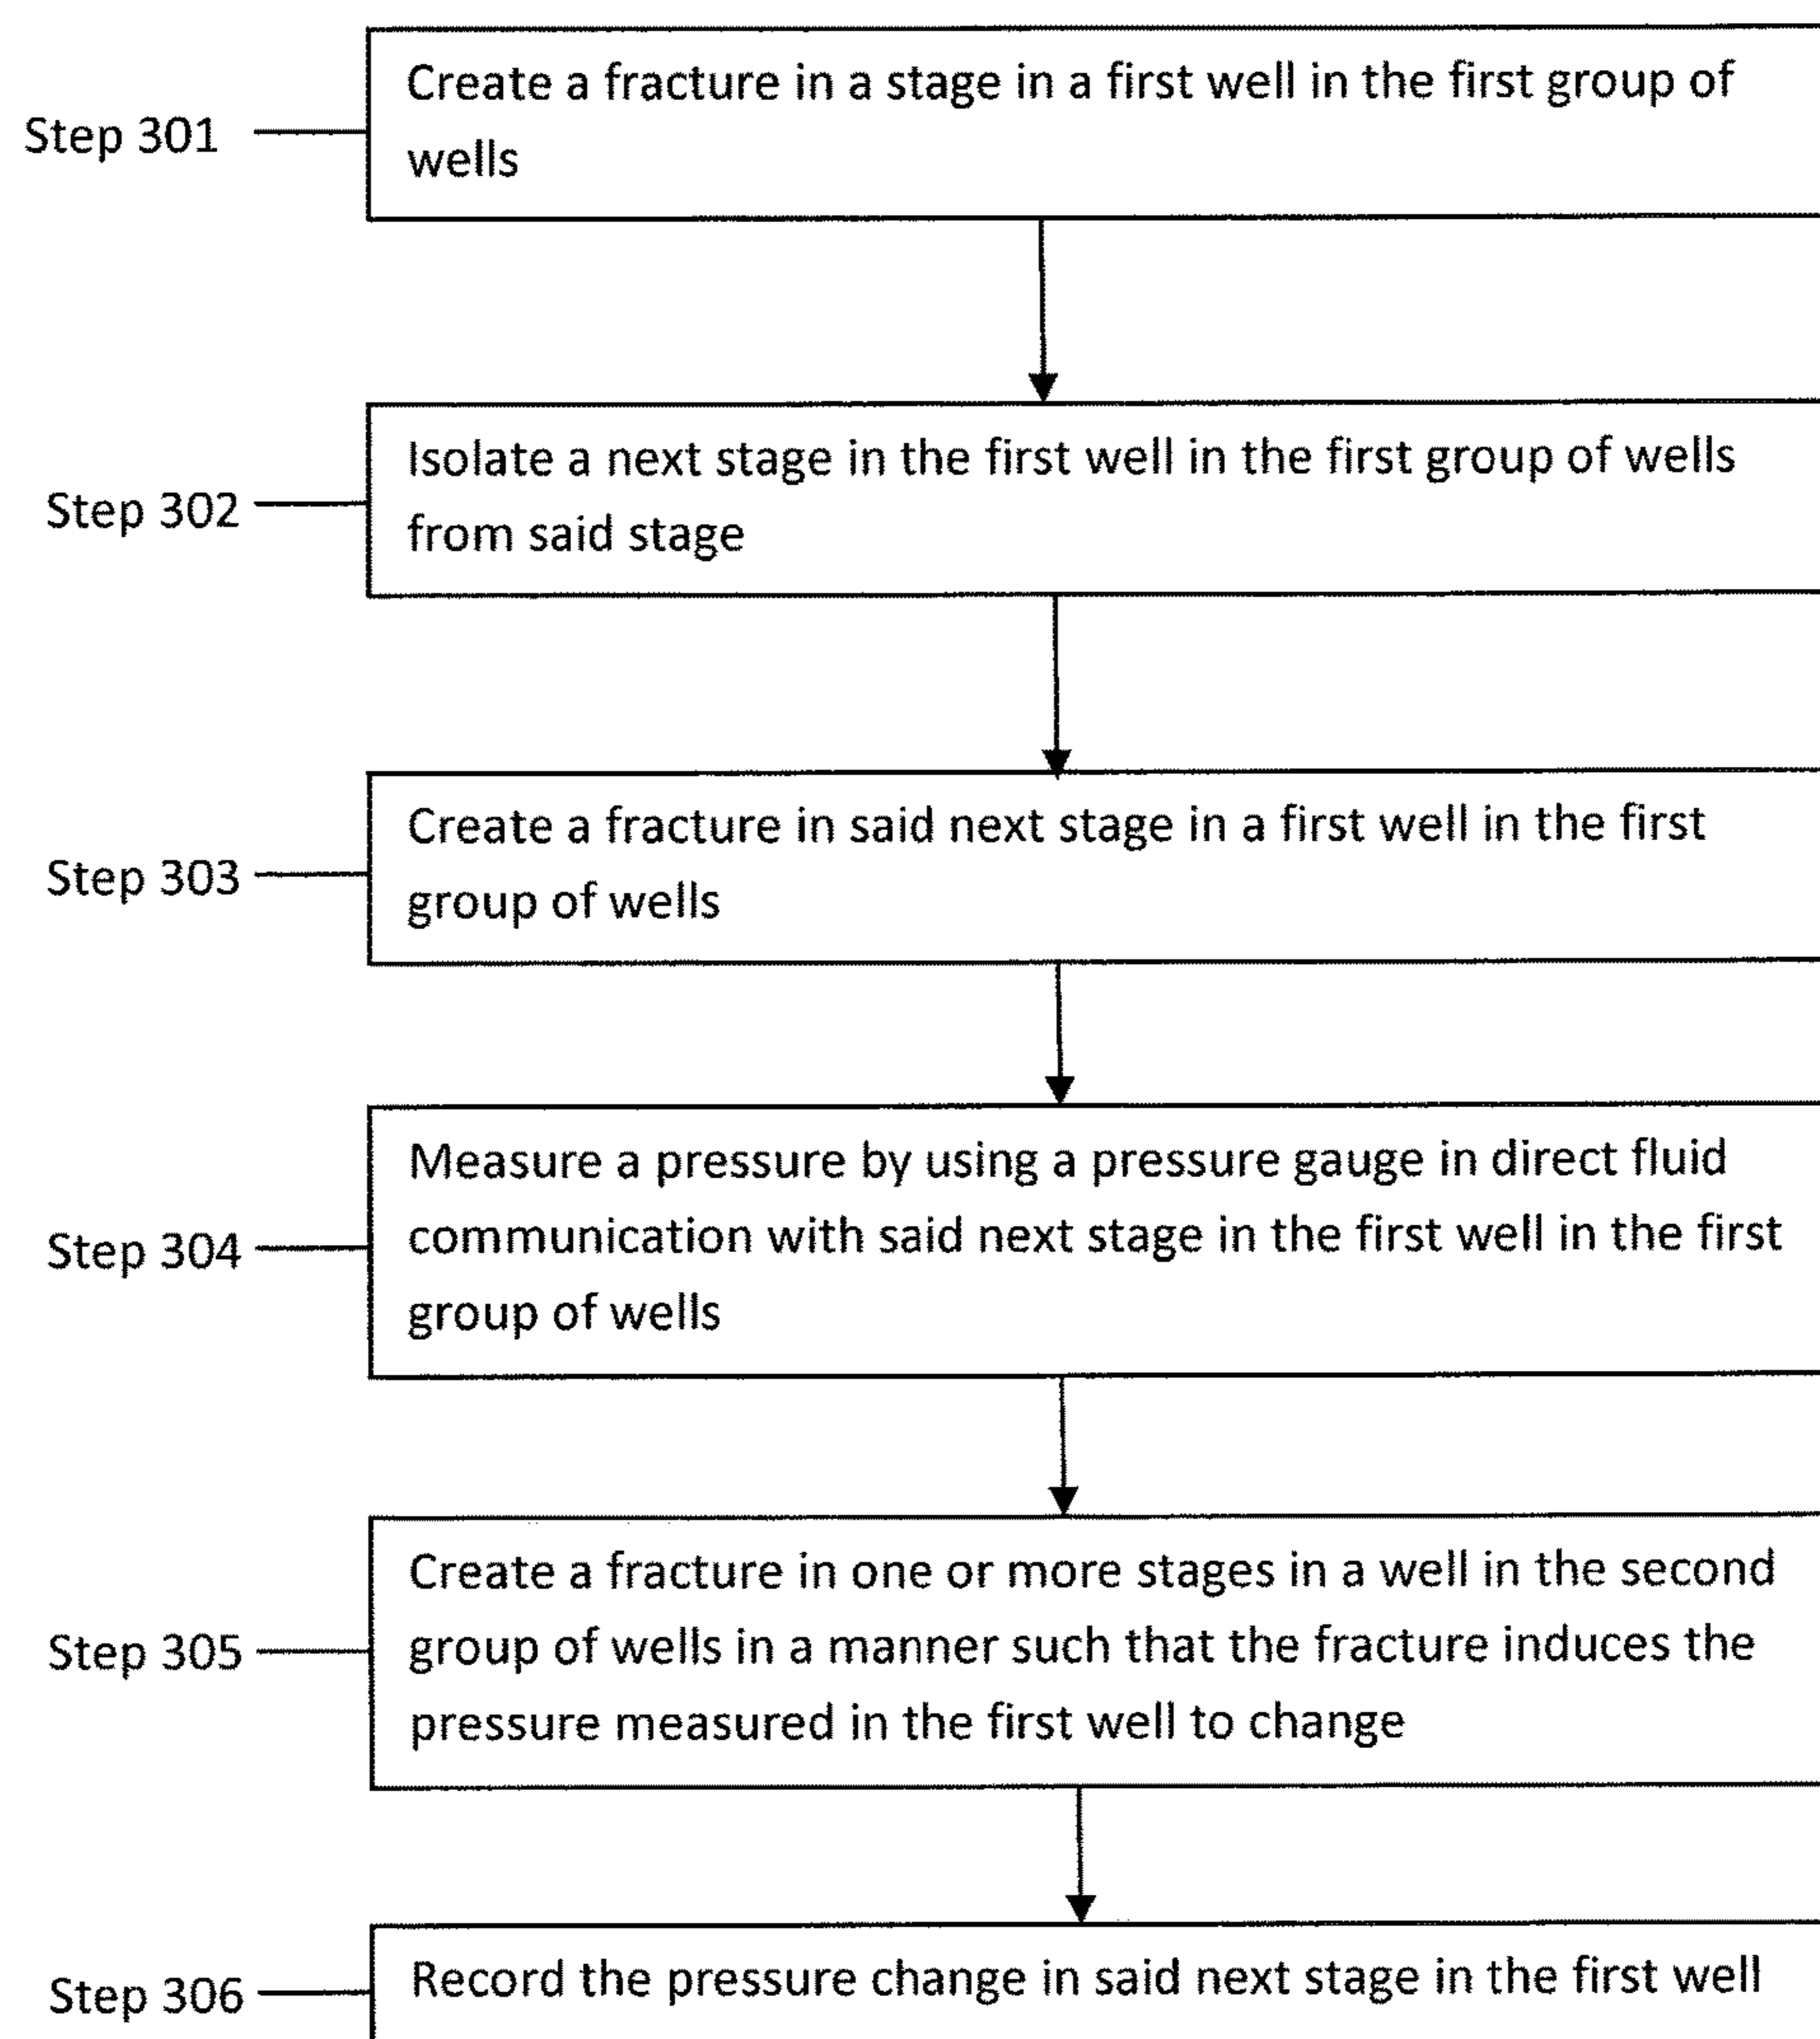 Step 301
Create a fracture in a stage in a first well in the first group of
wells
Step 302
Isolate a next stage in the first well in the first group of wells
from said stage
Step 303
Create a fracture in said next stage in a first well in the first
group of wells
Step 304
Measure a pressure by using a pressure gauge in direct fluid
communication with said next stage in the first well in the first
group of wells
Step 305
Create a fracture in one or more stages in a well in the second
group of wells in a manner such that the fracture induces the
pressure measured in the first well to change
Step 306
Record the pressure change in said next stage in the first well